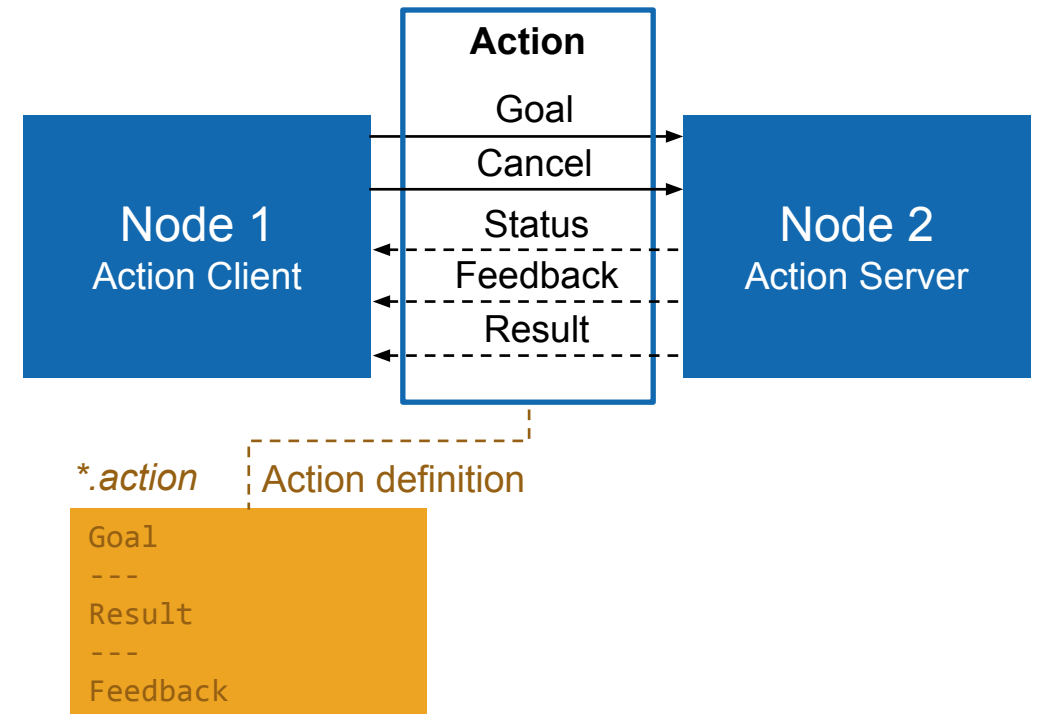 Action
Goal
Cancel
Status
Feedback
Result
Node 1
Action Client
Node 2
Action Server
*.action
Action definition
Goal
---
Result
---
Feedback